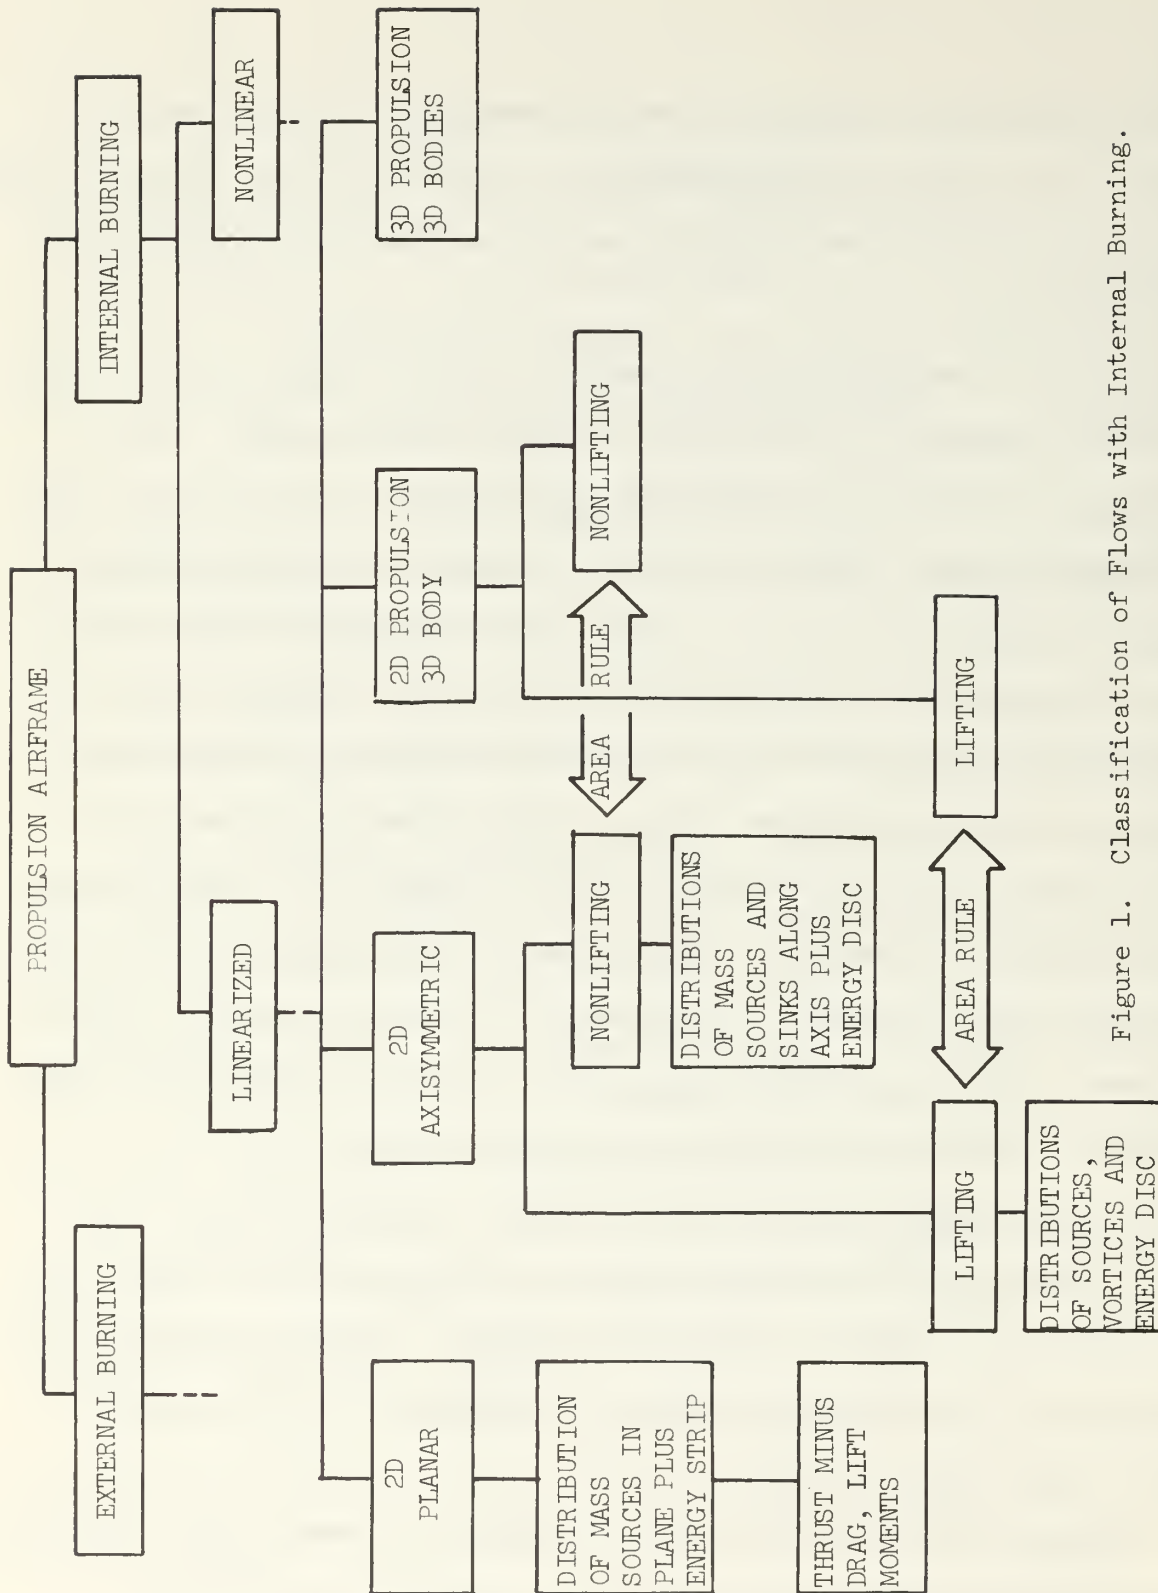 PROPULSION AIRFRAME
EXTERNAL BURNING
INTERNAL BURNING
LINEARIZED
NONLINEAR
2D
PLANAR
2D
AXISYMMETRIC
2D PROPULSION
3D BODY
3D PROPULSION
3D BODIES
DISTRIBUTION
OF MASS
SOURCES IN
PLANE PLUS
ENERGY STRIP
NONLIFTING
AREA RULE
NONLIFTING
DISTRIBUTIONS
OF MASS
SOURCES AND
SINKS ALONG
AXIS PLUS
ENERGY DISC
THRUST MINUS
DRAG, LIFT
MOMENTS
LIFTING
AREA RULE
LIFTING
DISTRIBUTIONS
OF SOURCES,
VORTICES AND
ENERGY DISC
Figure 1. Classification of Flows with Internal Burning.